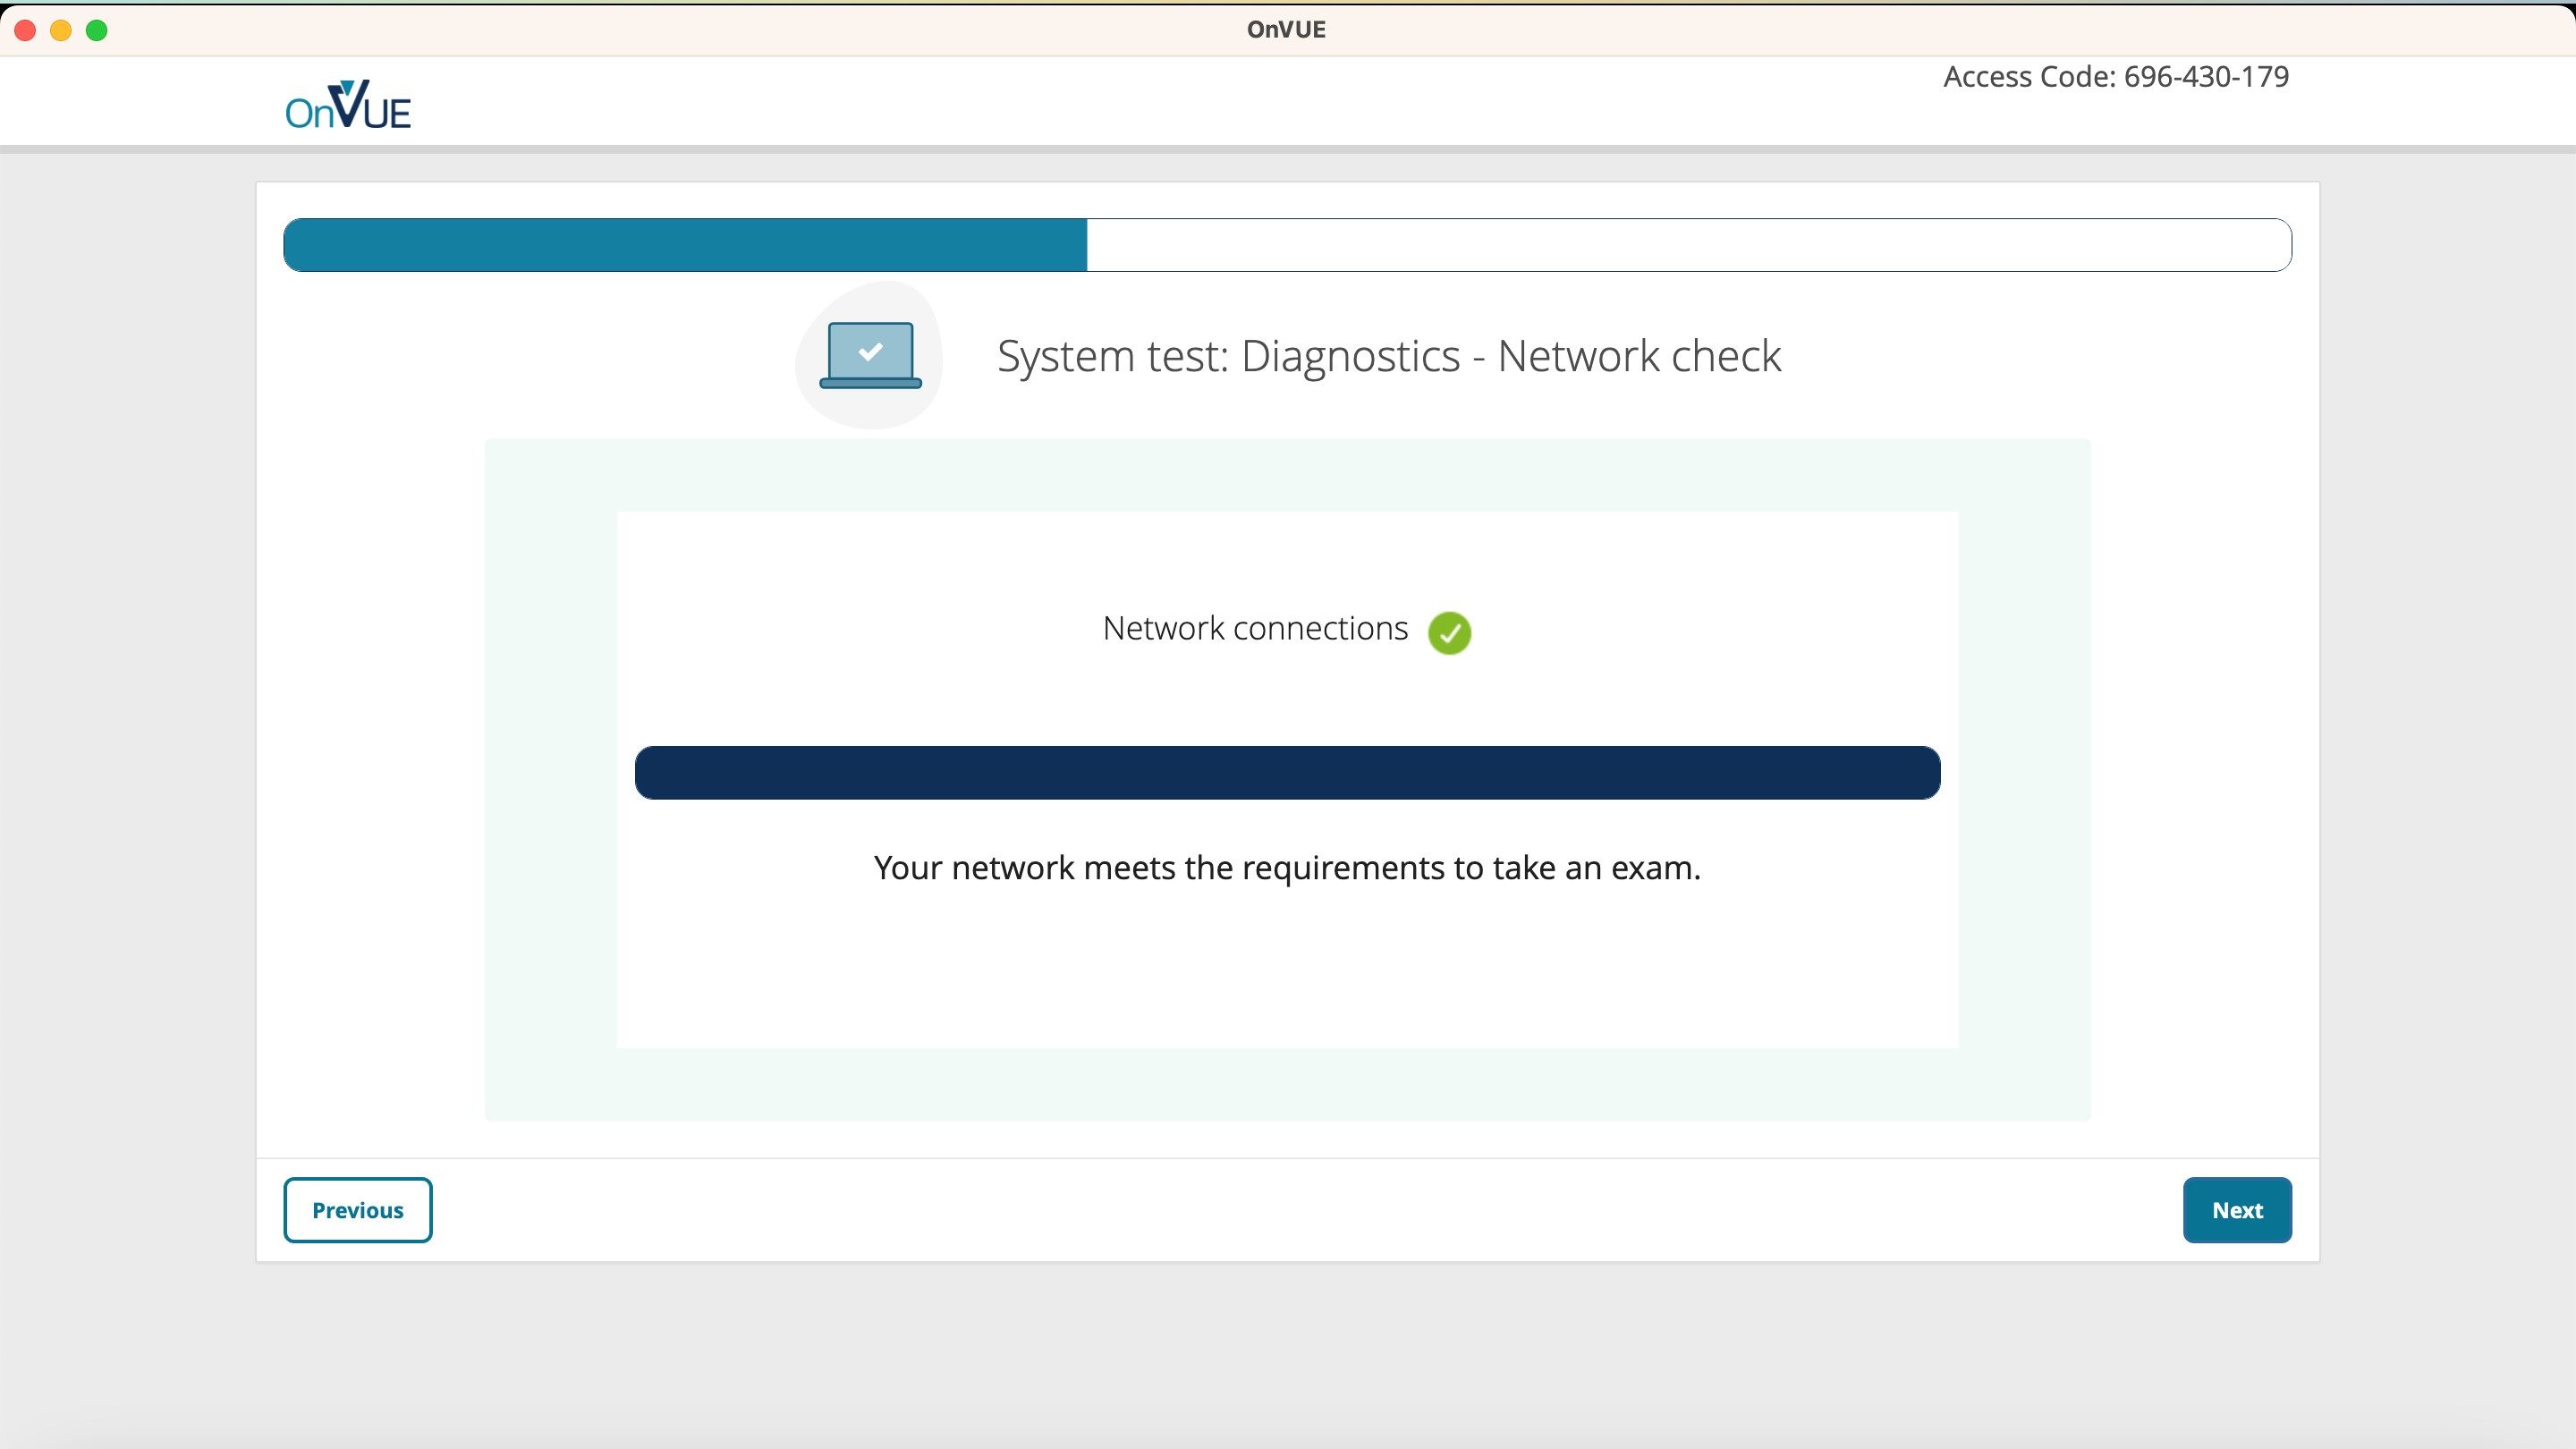 OnVUE
OnVUE
Access Code: 696-430-179
System test: Diagnostics - Network check
Network connections
Your network meets the requirements to take an exam.
Previous
Next